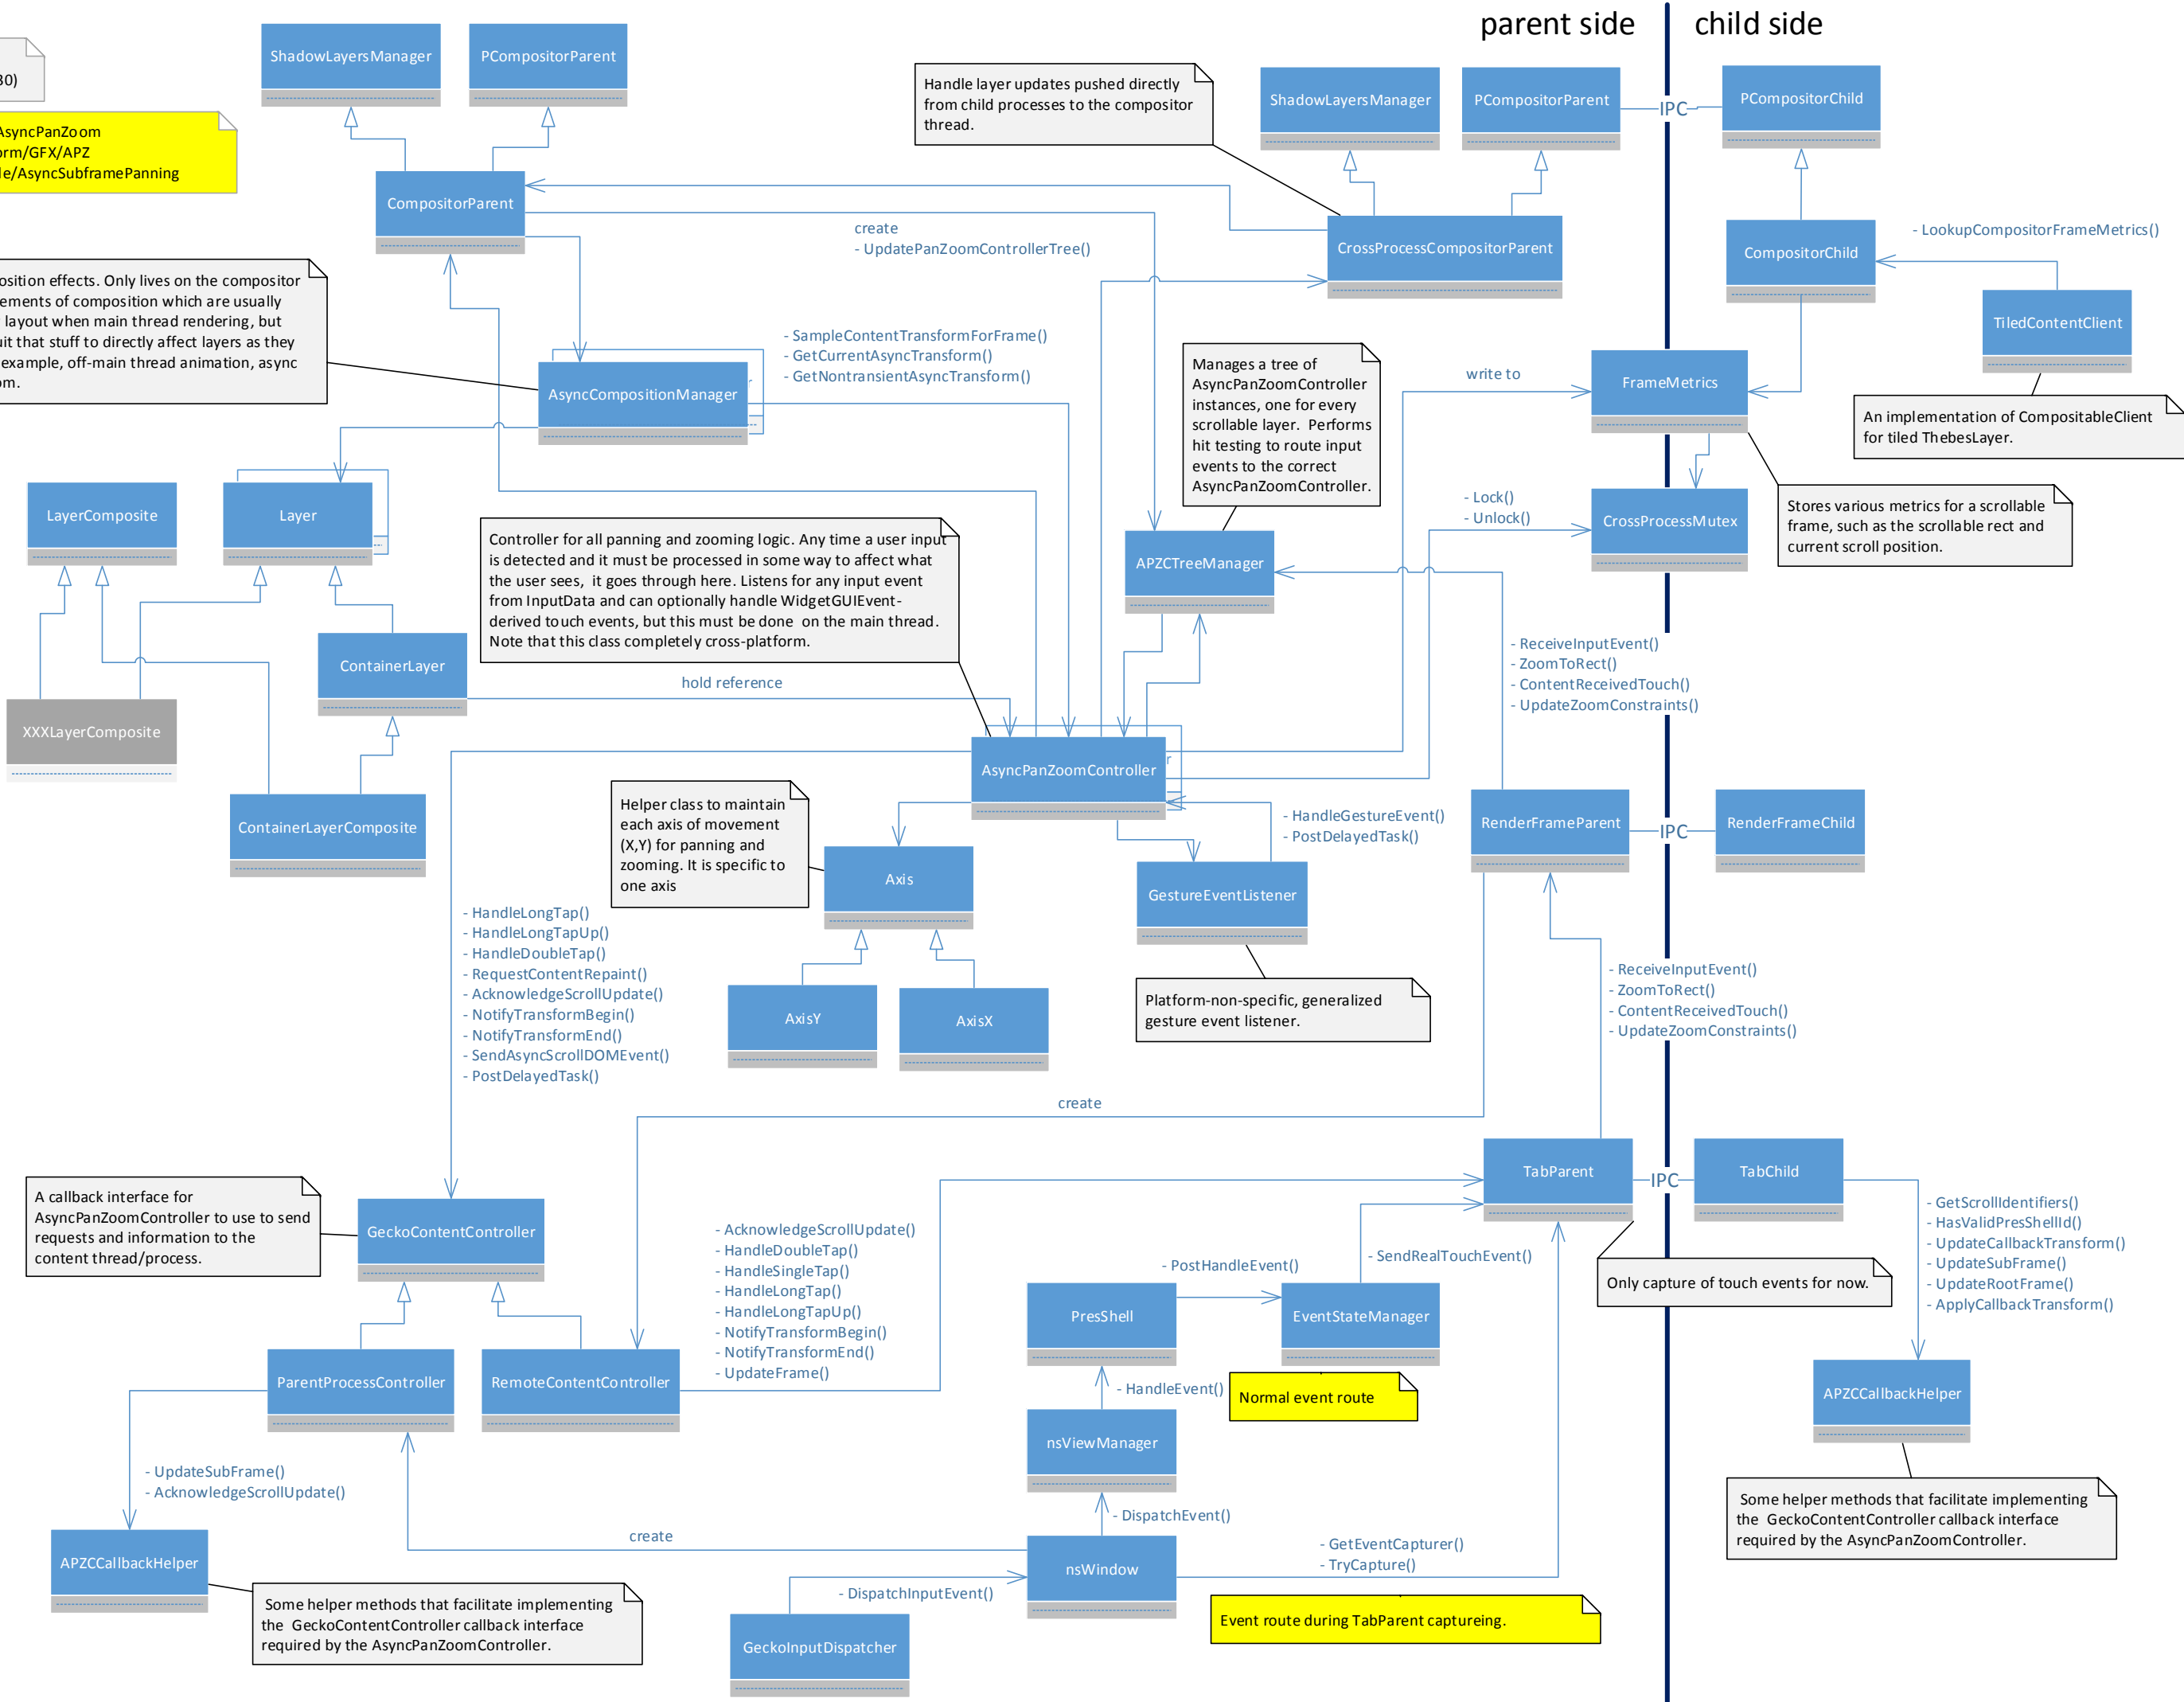 parent side
child side
30)
AsyncPanZoom
orm/GFX/APZ
le/AsyncSubframePanning
ShadowLayersManager
PCompositorParent
Handle layer updates pushed directly
from child processes to the compositor
thread.
ShadowLayersManager
PCompositorParent
IPC
PCompositorChild
CompositorParent
create
- UpdatePanZoomControllerTree()
CrossProcessCompositorParent
CompositorChild
- LookupCompositorFrameMetrics()
TiledContentClient
osition effects. Only lives on the compositor
ements of composition which are usually
layout when main thread rendering, but
uit that stuff to directly affect layers as they
example, off-main thread animation, async
om.
- SampleContentTransformForFrame()
- GetCurrentAsyncTransform()
- GetNontransientAsyncTransform()
AsyncCompositionManager
r
Manages a tree of
AsyncPanZoomController
instances, one for every
scrollable layer.  Performs
hit testing to route input
events to the correct
AsyncPanZoomController.
write to
FrameMetrics
An implementation of CompositableClient
for tiled ThebesLayer.
LayerComposite
Layer
- Lock()
- Unlock()
CrossProcessMutex
Stores various metrics for a scrollable
frame, such as the scrollable rect and
current scroll position.
Controller for all panning and zooming logic. Any time a user input
is detected and it must be processed in some way to affect what
the user sees,  it goes through here. Listens for any input event
from InputData and can optionally handle WidgetGUIEvent-
derived touch events, but this must be done  on the main thread.
Note that this class completely cross-platform.
APZCTreeManager
ContainerLayer
hold reference
- ReceiveInputEvent()
- ZoomToRect()
- ContentReceivedTouch()
- UpdateZoomConstraints()
XXXLayerComposite
AsyncPanZoomController
r
ContainerLayerComposite
Helper class to maintain
each axis of movement
(X,Y) for panning and
zooming. It is specific to
one axis
- HandleGestureEvent()
- PostDelayedTask()
RenderFrameParent
IPC
RenderFrameChild
Axis
GestureEventListener
- HandleLongTap()
- HandleLongTapUp()
- HandleDoubleTap()
- RequestContentRepaint()
- AcknowledgeScrollUpdate()
- NotifyTransformBegin()
- NotifyTransformEnd()
- SendAsyncScrollDOMEvent()
- PostDelayedTask()
AxisY
AxisX
Platform-non-specific, generalized
gesture event listener.
- ReceiveInputEvent()
- ZoomToRect()
- ContentReceivedTouch()
- UpdateZoomConstraints()
create
TabParent
IPC
TabChild
A callback interface for
AsyncPanZoomController to use to send
requests and information to the
content thread/process.
GeckoContentController
- AcknowledgeScrollUpdate()
- HandleDoubleTap()
- HandleSingleTap()
- HandleLongTap()
- HandleLongTapUp()
- NotifyTransformBegin()
- NotifyTransformEnd()
- UpdateFrame()
- SendRealTouchEvent()
- PostHandleEvent()
- GetScrollIdentifiers()
- HasValidPresShellId()
- UpdateCallbackTransform()
- UpdateSubFrame()
- UpdateRootFrame()
- ApplyCallbackTransform()
Only capture of touch events for now.
PresShell
EventStateManager
ParentProcessController
RemoteContentController
- HandleEvent()
Normal event route
APZCCallbackHelper
nsViewManager
- UpdateSubFrame()
- AcknowledgeScrollUpdate()
- DispatchEvent()
Some helper methods that facilitate implementing
the  GeckoContentController callback interface
required by the AsyncPanZoomController.
create
- GetEventCapturer()
- TryCapture()
APZCCallbackHelper
nsWindow
- DispatchInputEvent()
Some helper methods that facilitate implementing
the  GeckoContentController callback interface
required by the AsyncPanZoomController.
Event route during TabParent captureing.
GeckoInputDispatcher